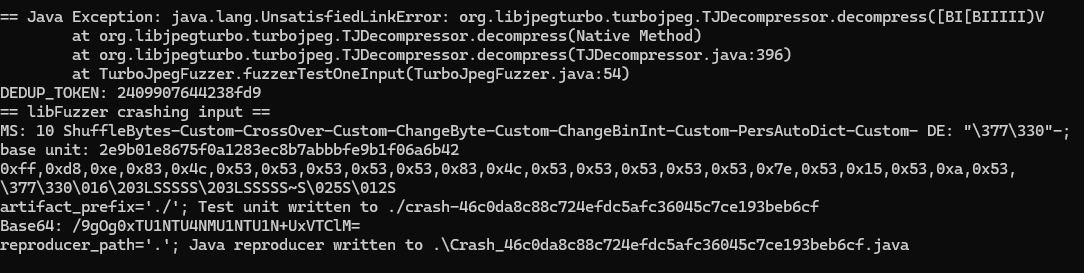 == Java Exception: java.lang.UnsatisfiedLinkError: org.libjpegturbo.turbojpeg.TJDecompressor.decompress([BI[BIIIII)V
        at org.libjpegturbo.turbojpeg.TJDecompressor.decompress(Native Method)
        at org.libjpegturbo.turbojpeg.TJDecompressor.decompress(TJDecompressor.java:396)
        at TurboJpegFuzzer.fuzzerTestOneInput(TurboJpegFuzzer.java:54)
DEDUP_TOKEN: 2409907644238fd9
== libFuzzer crashing input ==
MS: 10 ShuffleBytes-Custom-CrossOver-Custom-ChangeByte-Custom-ChangeBinInt-Custom-PersAutoDict-Custom- DE: "\377\330"-;
base unit: 2e9b01e8675f0a1283ec8b7abbbfe9b1f06a6b42
0xff,0xd8,0xe,0x83,0x4c,0x53,0x53,0x53,0x53,0x53,0x83,0x4c,0x53,0x53,0x53,0x53,0x53,0x7e,0x53,0x15,0x53,0xa,0x53,
\377\330\016\203LSSSSS\203LSSSSS~S\025S\012S
artifact_prefix='./'; Test unit written to ./crash-46c0da8c88c724efdc5afc36045c7ce193beb6cf
Base64: /9gOg0xTU1NTU4NMU1NTU1N+UxVTClM=
reproducer_path='.'; Java reproducer written to .\Crash_46c0da8c88c724efdc5afc36045c7ce193beb6cf.java